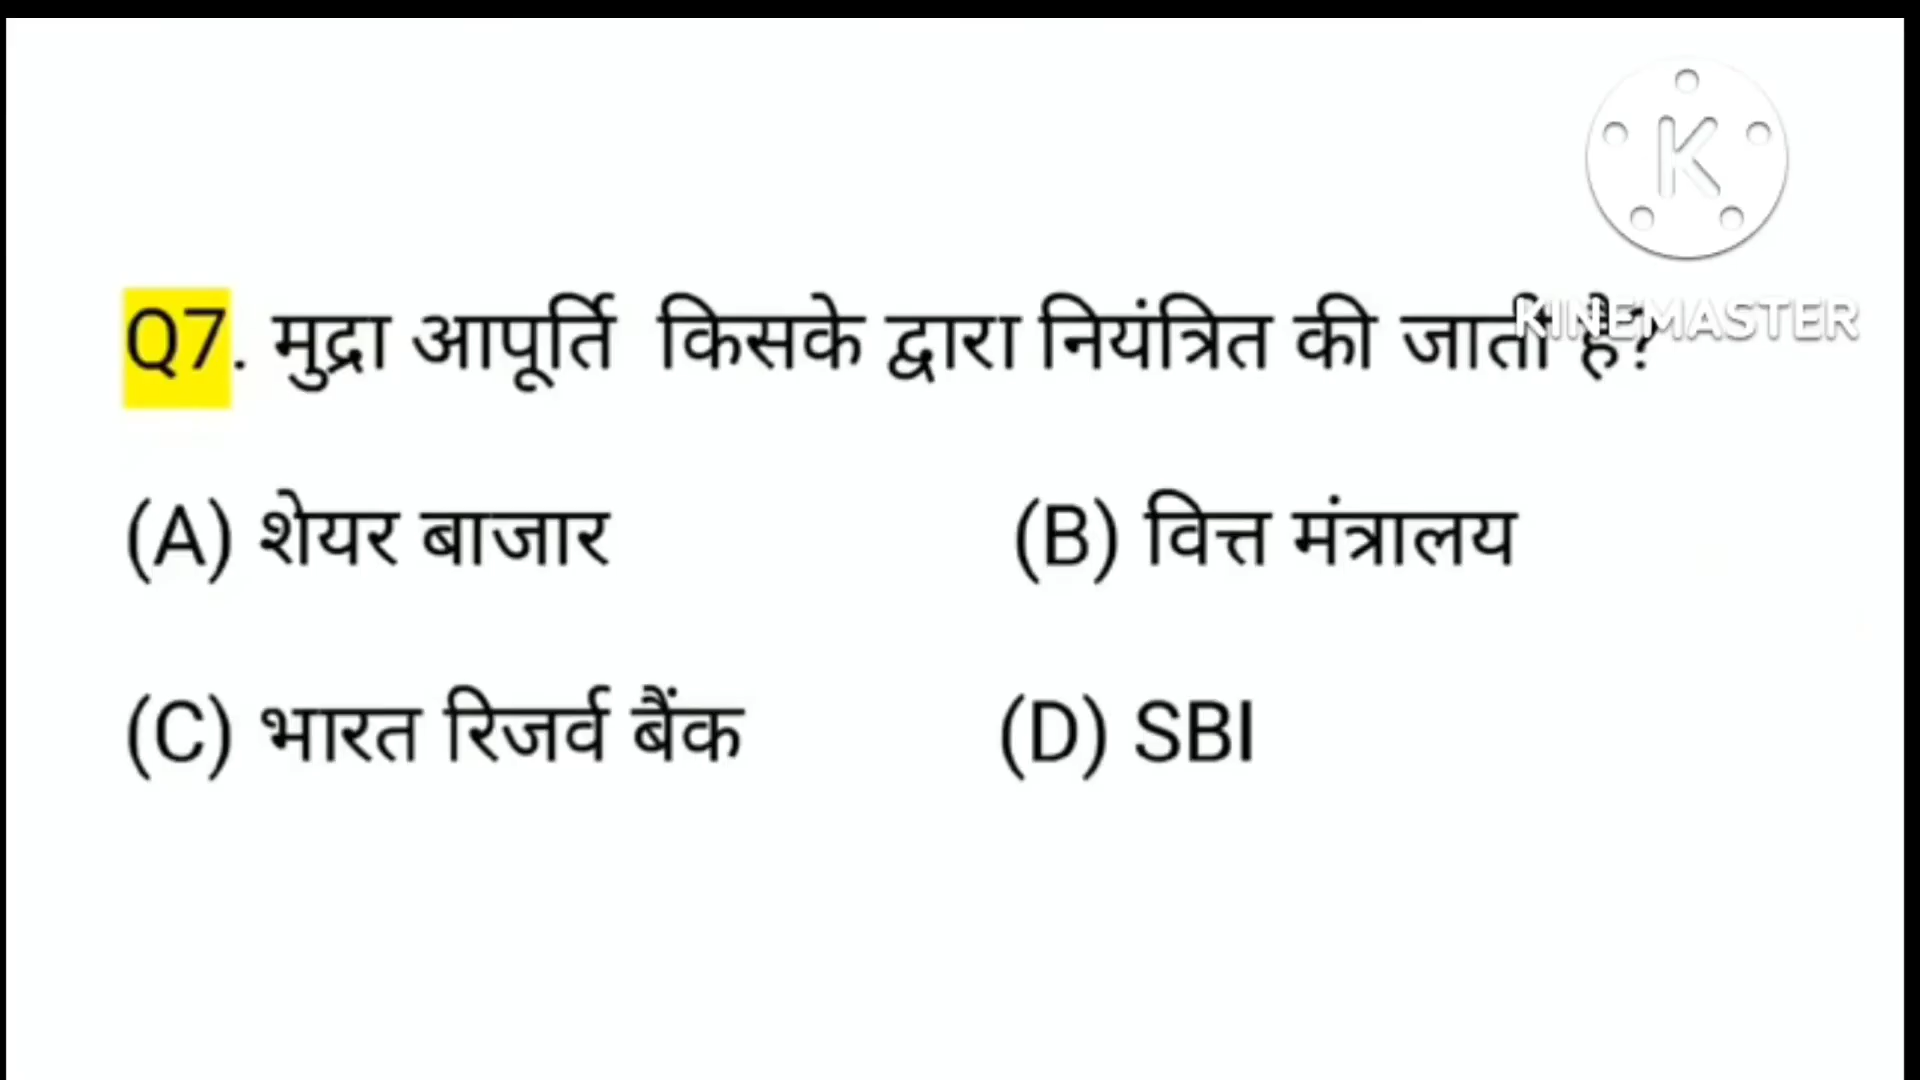 K
KINEMASTER
Q7. मुद्रा आपूर्ति किसके द्वारा नियंत्रित की जाती है?
(A) शेयर बाजार (B) वित्त मंत्रालय
(C) भारत रिजर्व बैंक (D) SBI